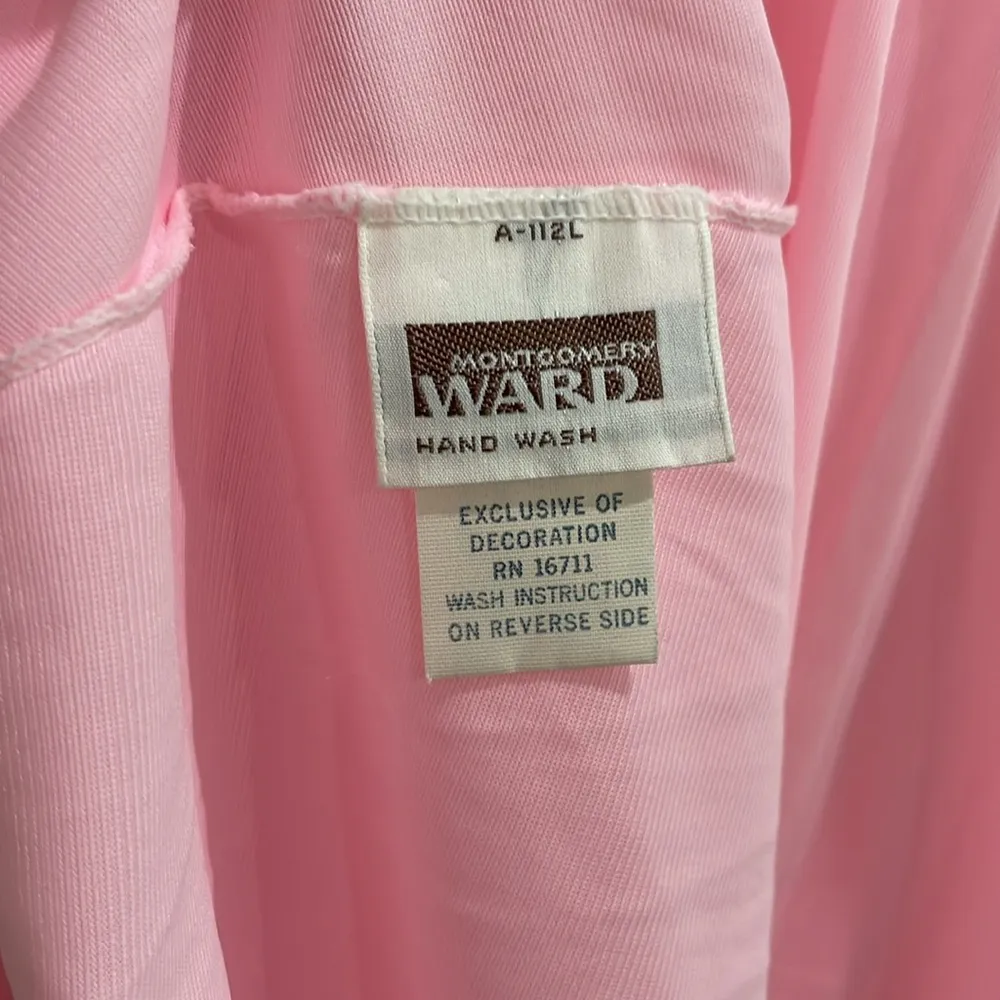 A-112L
MONTGOMERY
WARD
HAND WASH
EXCLUSIVE OF
DECORATION
RN 16711
WASH INSTRUCTION
ON REVERSE SIDE